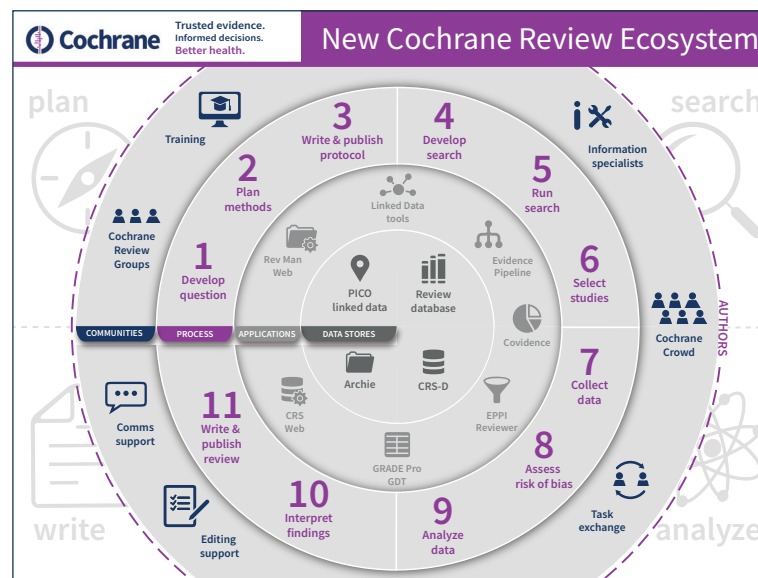 Cochrane
Trusted evidence.
Informed decisions.
Better health.
New Cochrane Review Ecosystem
plan
search
Training
3
Write & publish
protocol
4
Develop
search
Information
specialists
2
Plan
methods
5
Run
search
Linked Data
tools
Cochrane
Review
Groups
1
Develop
question
Rev Man
Web
Evidence
Pipeline
6
Select
studies
PICO
linked data
Review
database
COMMUNITIES
PROCESS
APPLICATIONS
DATA STORES
Covidence
Cochrane
Crowd
AUTHORS
Archie
CRS-D
7
Collect
data
Comms
support
11
Write &
publish
review
CRS
Web
EPPI
Reviewer
GRADE Pro
GDT
8
Assess
risk of bias
10
Interpret
findings
9
Analyze
data
Task
exchange
Editing
support
write
analyze